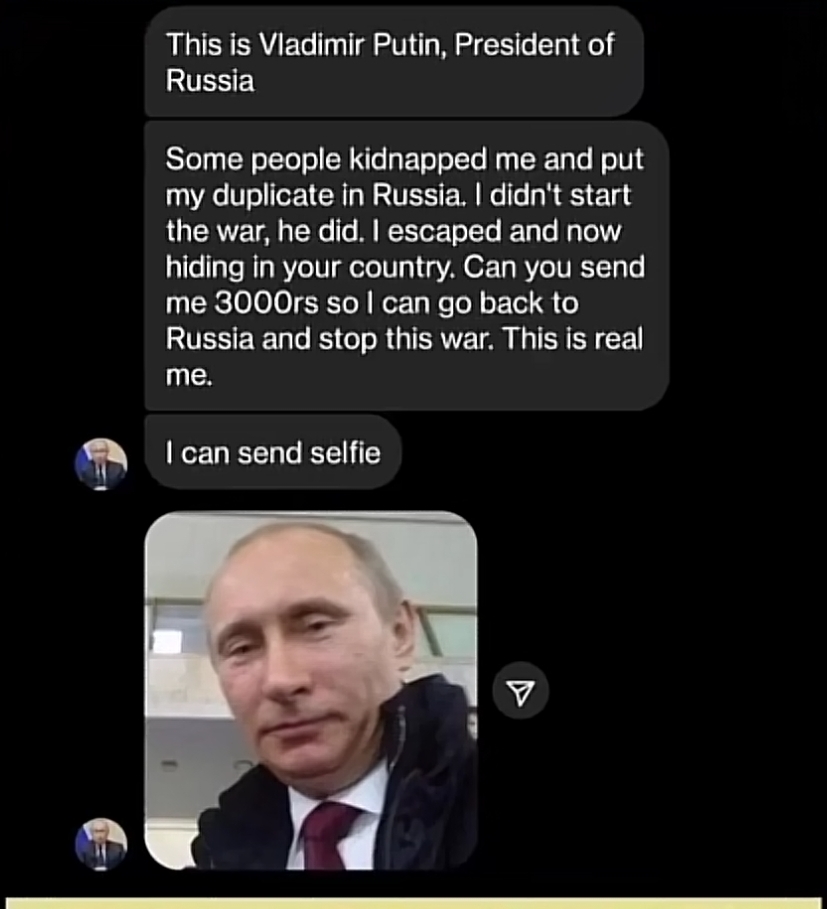 This is Vladimir Putin, President of
Russia
Some people kidnapped me and put
my duplicate in Russia. I didn't start
the war, he did. I escaped and now
hiding in your country. Can you send
me 3000rs so I can go back to
Russia and stop this war. This is real
me.
I can send selfie